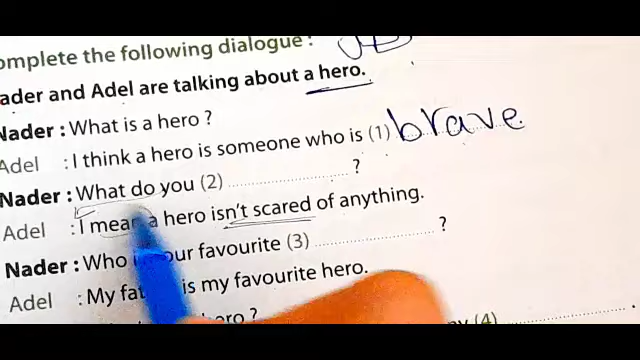 omplete the following dialogue :
ader and Adel are talking about a hero.
Nader : What is a hero ?
Adel : I think a hero is someone who is (1) brave
Nader : What do you (2) ............ ?
Adel : I mean a hero isn't scared of anything.
Nader : Who your favourite (3) ............ ?
Adel : My is my favourite hero.
(4) ............